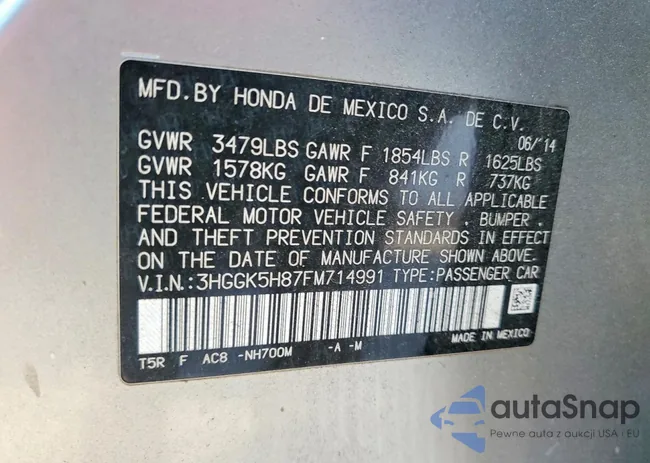 MFD.BY HONDA DE MEXICO S.A. DE C.V.
06/14
GVWR 3479LBS GAWR F 1854LBS R 1625LBS
GVWR 1578KG GAWR F 841KG R 737KG
THIS VEHICLE CONFORMS TO ALL APPLICABLE
FEDERAL MOTOR VEHICLE SAFETY , BUMPER ,
AND THEFT PREVENTION STANDARDS IN EFFECT
ON THE DATE OF MANUFACTURE SHOWN ABOVE.
V.I.N.:3HGGK5H87FM714991 TYPE:PASSENGER CAR
T5R F AC8 -NH700M -A -M
MADE IN MEXICO
autaSnap
Pewne auta z aukcji USA i EU